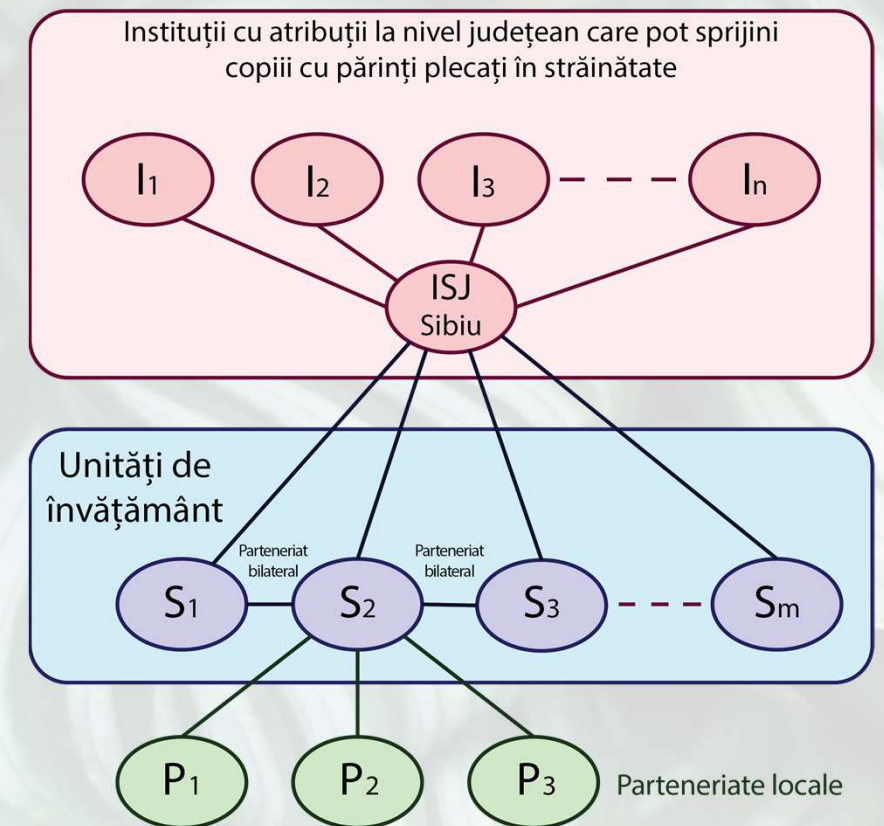 Instituții cu atribuții la nivel județean care pot sprijini
copiii cu părinți plecați în străinătate
I1 I2 I3 In
ISJ
Sibiu
Unități de
învățământ
Parteneriat
bilateral
Parteneriat
bilateral
S1 S2 S3 Sm
P1 P2 P3 Parteneriate locale